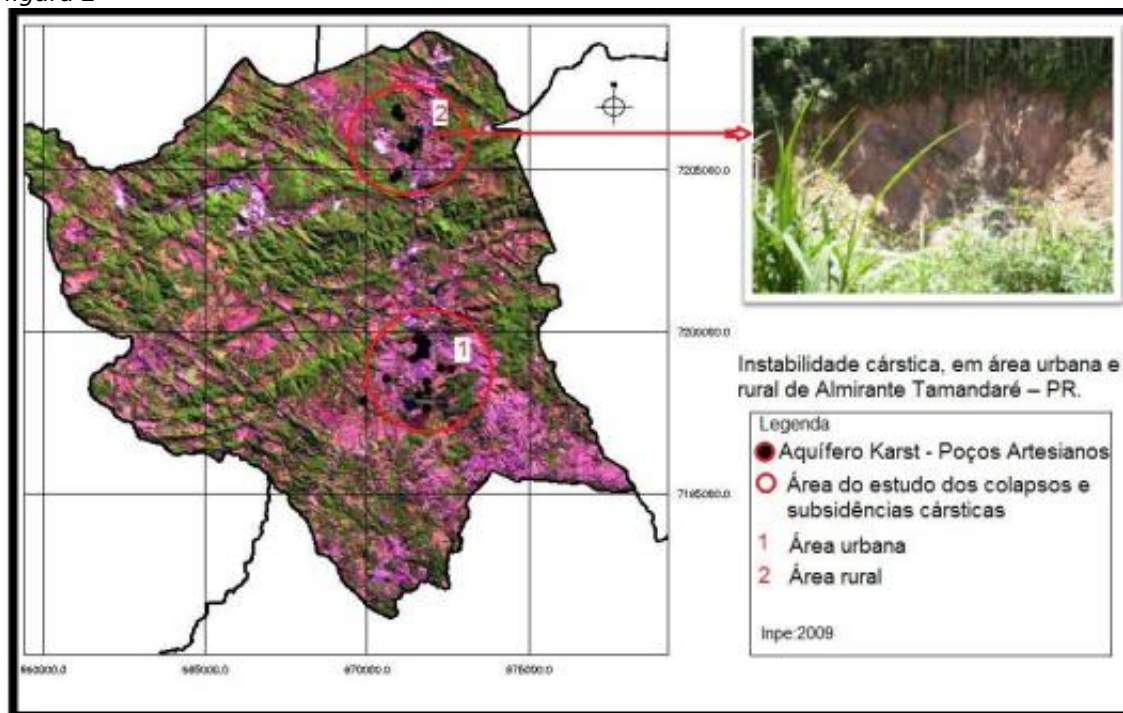 figura 2
2
1
7205000.0
7200000.0
7195000.0
660000.0 665000.0 670000.0 675000.0
Instabilidade cárstica, em área urbana e
rural de Almirante Tamandaré – PR.
Legenda
Aquífero Karst - Poços Artesianos
Área do estudo dos colapsos e
subsidências cársticas
1 Área urbana
2 Área rural
Inpe:2009